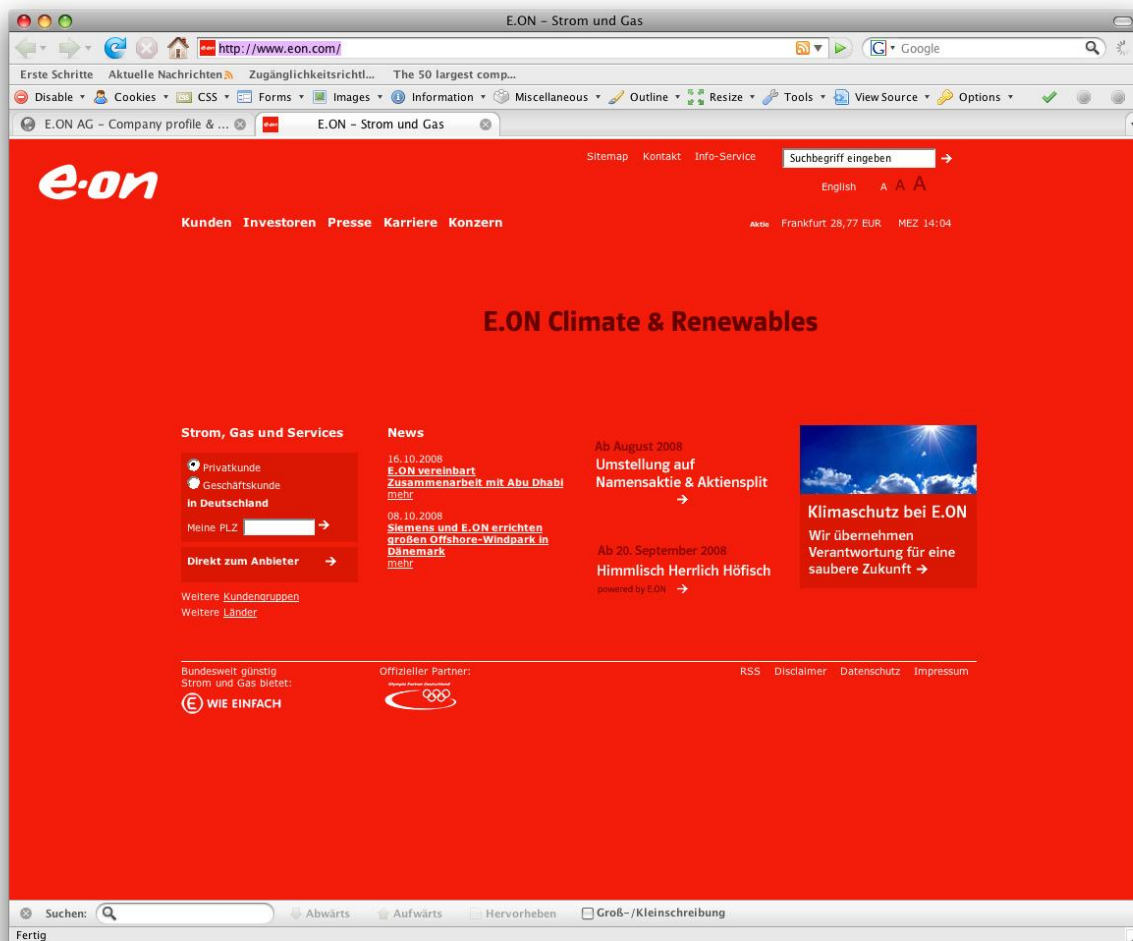 E.ON – Strom und Gas
http://www.eon.com/
Google
Erste Schritte Aktuelle Nachrichten Zugänglichkeitsrichtl... The 50 largest comp...
Disable Cookies CSS Forms Images Information Miscellaneous Outline Resize Tools View Source Options
E.ON AG – Company profile & ... E.ON – Strom und Gas
Sitemap Kontakt Info-Service Suchbegriff eingeben
e·on
English A A A
Kunden Investoren Presse Karriere Konzern
Aktie Frankfurt 28,77 EUR MEZ 14:04
E.ON Climate & Renewables
Strom, Gas und Services
Privatkunde
Geschäftskunde
in Deutschland
Meine PLZ
Direkt zum Anbieter
Weitere Kundengruppen
Weitere Länder
News
16.10.2008
E.ON vereinbart
Zusammenarbeit mit Abu Dhabi
mehr
08.10.2008
Siemens und E.ON errichten
großen Offshore-Windpark in
Dänemark
mehr
Ab August 2008
Umstellung auf
Namensaktie & Aktiensplit
Ab 20. September 2008
Himmlisch Herrlich Höfisch
powered by E.ON
Klimaschutz bei E.ON
Wir übernehmen
Verantwortung für eine
saubere Zukunft
Bundesweit günstig
Strom und Gas bietet:
E WIE EINFACH
Offizieller Partner:
Olympia Partner Deutschland
RSS Disclaimer Datenschutz Impressum
Suchen: Abwärts Aufwärts Hervorheben Groß-/Kleinschreibung
Fertig